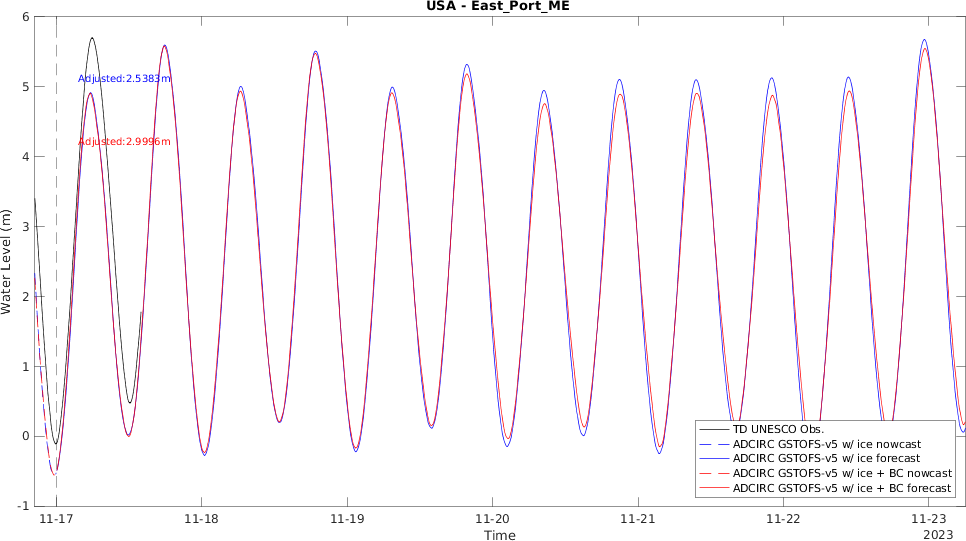 USA - East_Port_ME
6
5
4
3
2
1
0
-1
Water Level (m)
Adjusted:2.5383m
Adjusted:2.9996m
TD UNESCO Obs.
ADCIRC GSTOFS-v5 w/ ice nowcast
ADCIRC GSTOFS-v5 w/ ice forecast
ADCIRC GSTOFS-v5 w/ ice + BC nowcast
ADCIRC GSTOFS-v5 w/ ice + BC forecast
11-17 11-18 11-19 11-20 11-21 11-22 11-23
Time
2023